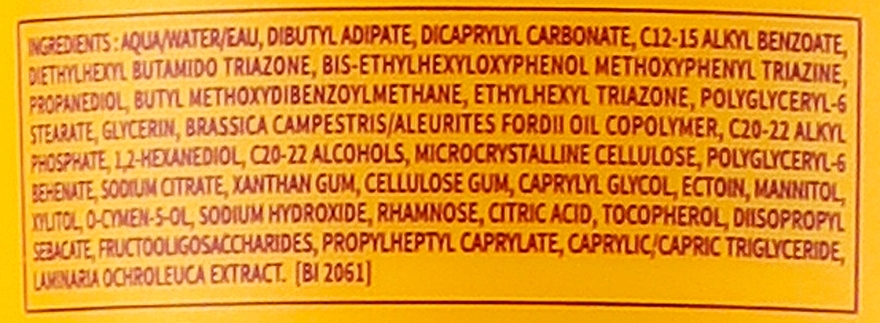 INGREDIENTS : AQUA/WATER/EAU, DIBUTYL ADIPATE, DICAPRYLYL CARBONATE, C12-15 ALKYL BENZOATE,
DIETHYLHEXYL BUTAMIDO TRIAZONE, BIS-ETHYLHEXYLOXYPHENOL METHOXYPHENYL TRIAZINE,
PROPANEDIOL, BUTYL METHOXYDIBENZOYLMETHANE, ETHYLHEXYL TRIAZONE, POLYGLYCERYL-6
STEARATE, GLYCERIN, BRASSICA CAMPESTRIS/ALEURITES FORDII OIL COPOLYMER, C20-22 ALKYL
PHOSPHATE, 1,2-HEXANEDIOL, C20-22 ALCOHOLS, MICROCRYSTALLINE CELLULOSE, POLYGLYCERYL-6
BEHENATE, SODIUM CITRATE, XANTHAN GUM, CELLULOSE GUM, CAPRYLYL GLYCOL, ECTOIN, MANNITOL,
XYLITOL, O-CYMEN-5-OL, SODIUM HYDROXIDE, RHAMNOSE, CITRIC ACID, TOCOPHEROL, DIISOPROPYL
SEBACATE, FRUCTOOLIGOSACCHARIDES, PROPYLHEPTYL CAPRYLATE, CAPRYLIC/CAPRIC TRIGLYCERIDE,
LAMINARIA OCHROLEUCA EXTRACT. [BI 2061]